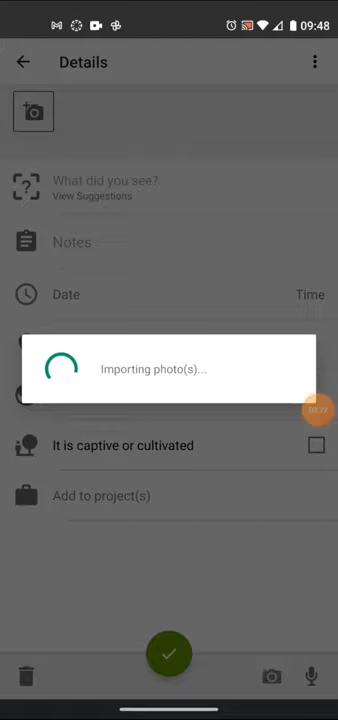 09:48
Details
What did you see?
View Suggestions
Notes
Date
Time
Importing photo(s)...
It is captive or cultivated
Add to project(s)